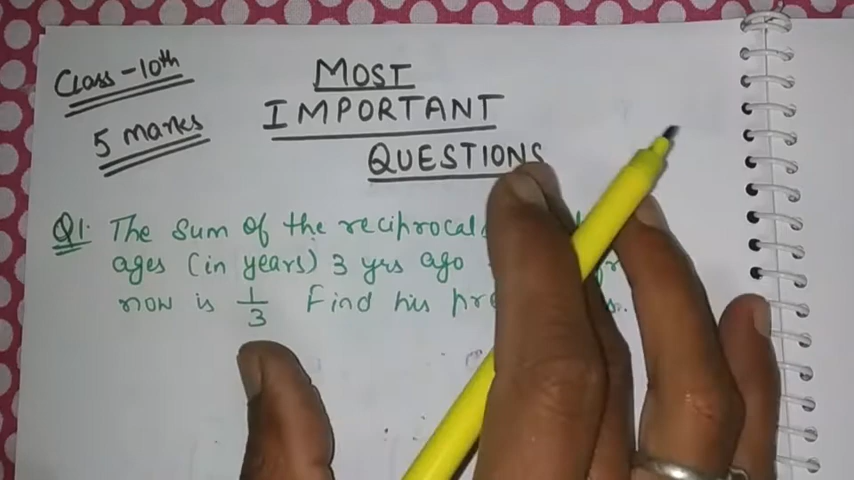 Class - 10th
MOST
IMPORTANT
5 marks
QUESTIONS
Q1. The sum of the reciprocal
ages (in years) 3 yrs ago
now is 1/3 Find his